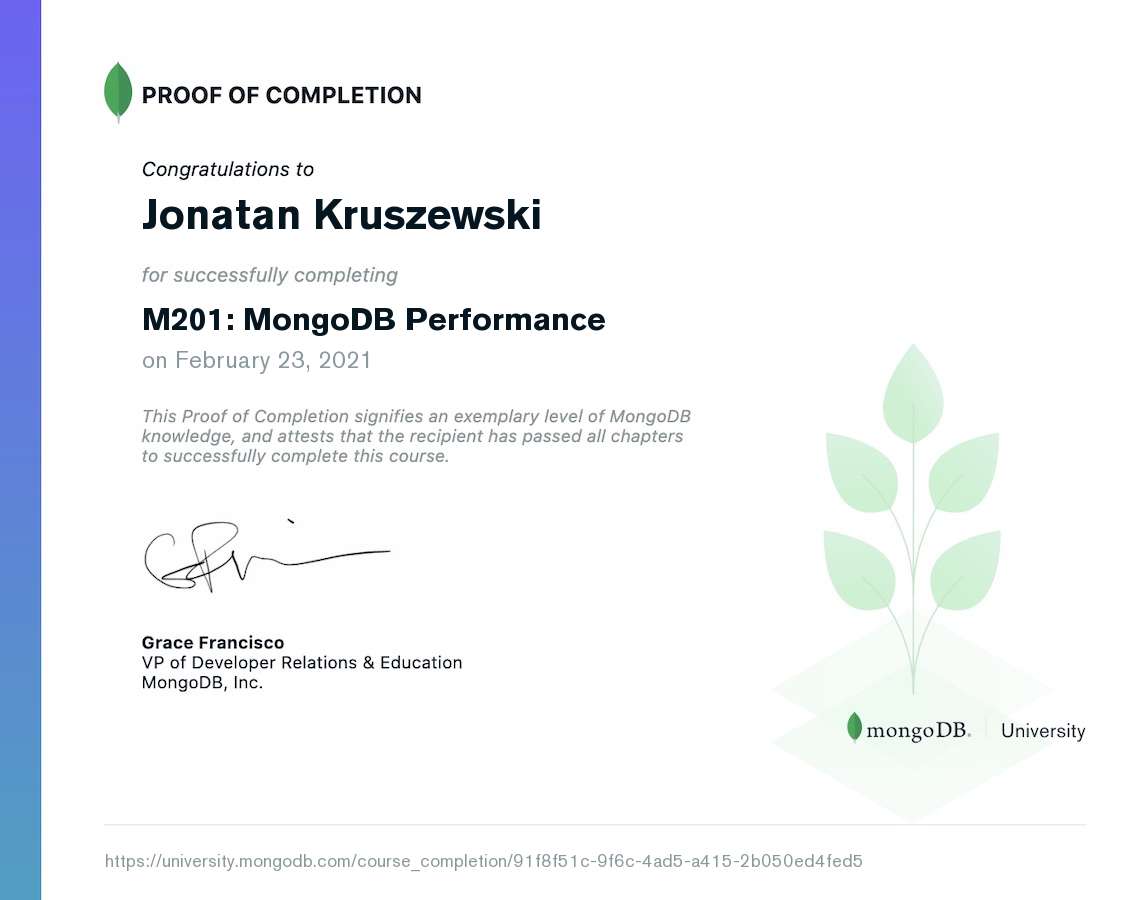 PROOF OF COMPLETION
Congratulations to
Jonatan Kruszewski
for successfully completing
M201: MongoDB Performance
on February 23, 2021
This Proof of Completion signifies an exemplary level of MongoDB
knowledge, and attests that the recipient has passed all chapters
to successfully complete this course.
Grace Francisco
VP of Developer Relations & Education
MongoDB, Inc.
mongoDB. University
https://university.mongodb.com/course_completion/91f8f51c-9f6c-4ad5-a415-2b050ed4fed5